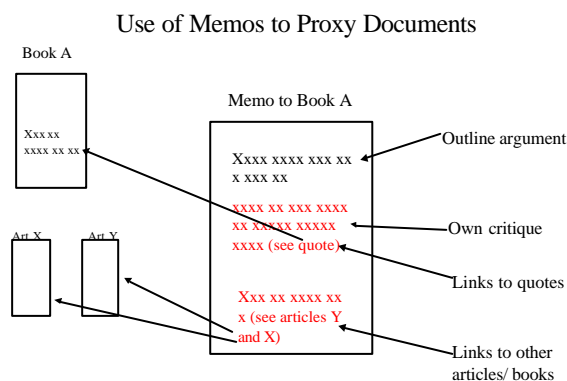 Use of Memos to Proxy Documents
Book A
Xxx xx
xxxx xx xx
Art X
Art Y
Memo to Book A
Xxxx xxxx xxx xx
x xxx xx
xxxx xx xxx xxxx
xx xxxxx xxxxx
xxxx (see quote)
Xxx xx xxxx xx
x (see articles Y
and X)
Outline argument
Own critique
Links to quotes
Links to other
articles/ books